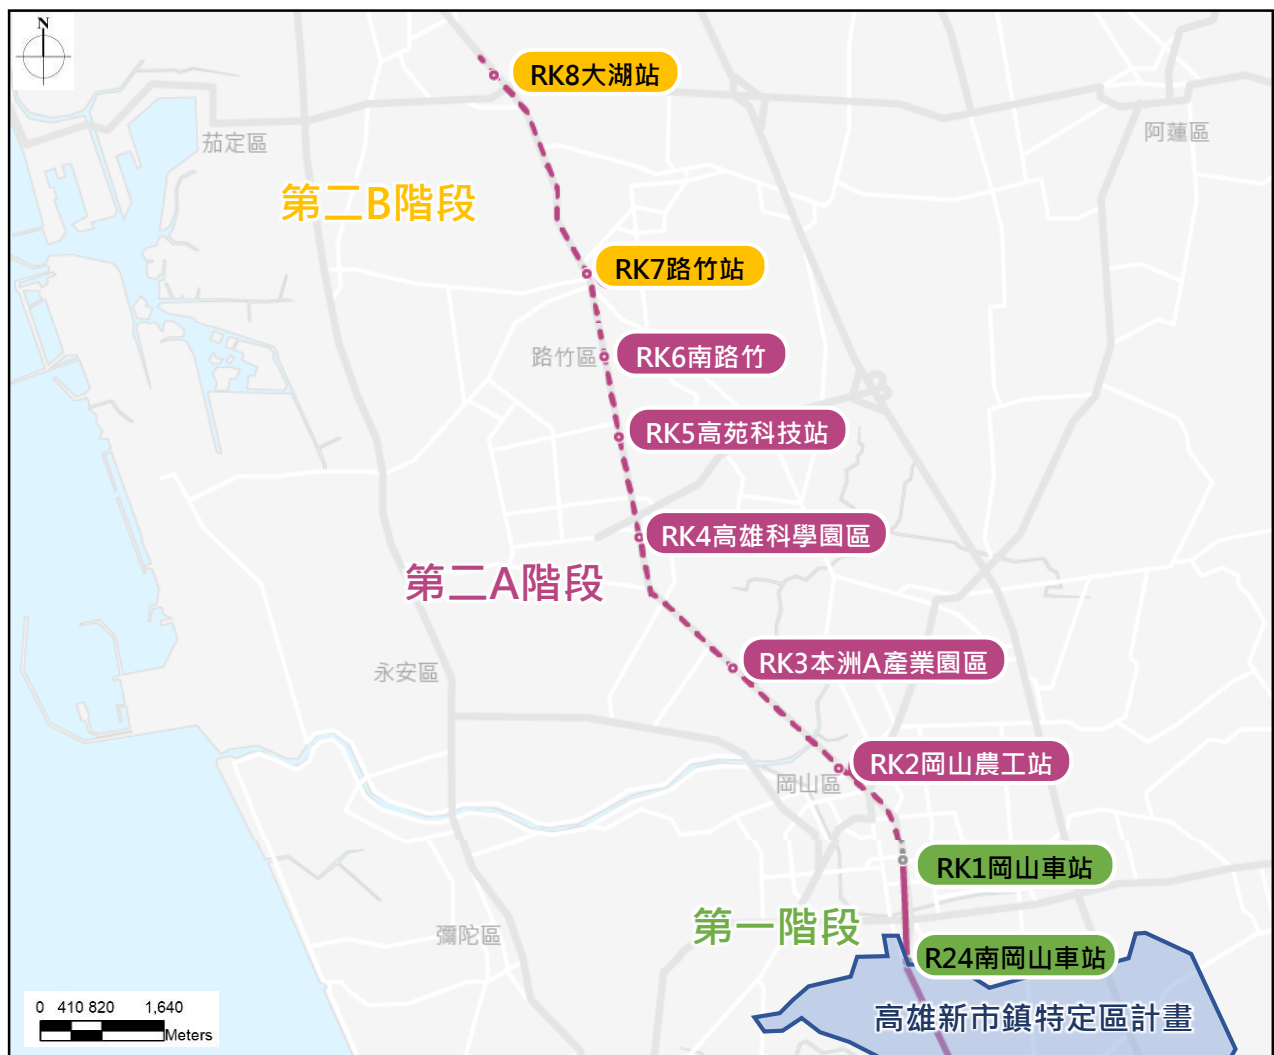 N
RK8大湖站
茄定區
阿蓮區
第二B階段
RK7路竹站
路竹區
RK6南路竹
RK5高苑科技站
RK4高雄科學園區
第二A階段
永安區
RK3本洲A產業園區
RK2岡山農工站
岡山區
RK1岡山車站
第一階段
彌陀區
R24南岡山車站
高雄新市鎮特定區計畫
0 410 820 1,640
Meters